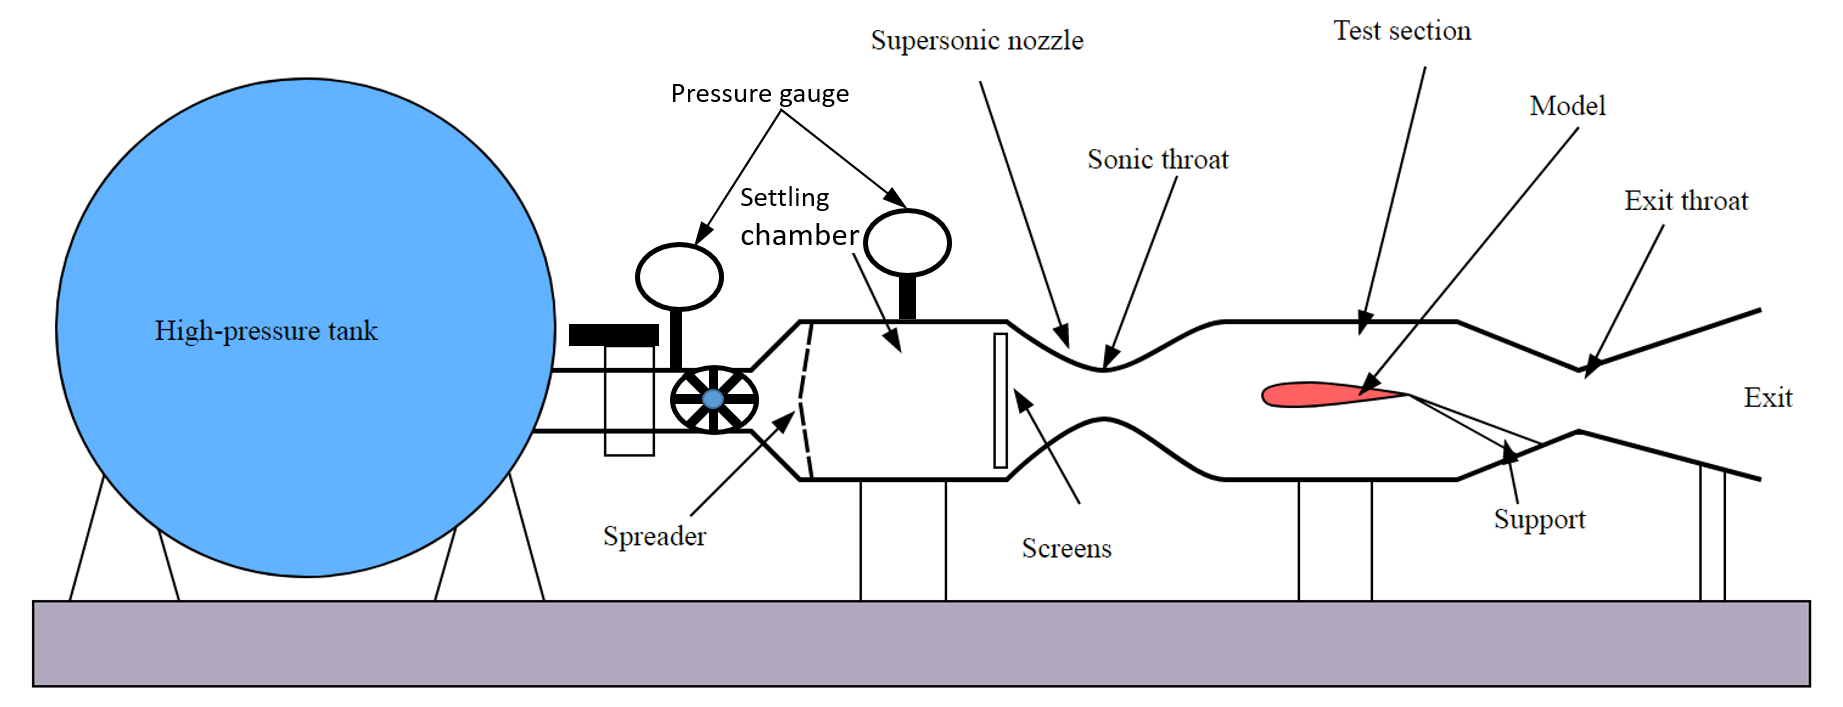 Supersonic nozzle
Test section
Pressure gauge
Model
Sonic throat
Settling
chamber
Exit throat
High-pressure tank
Exit
Spreader
Screens
Support